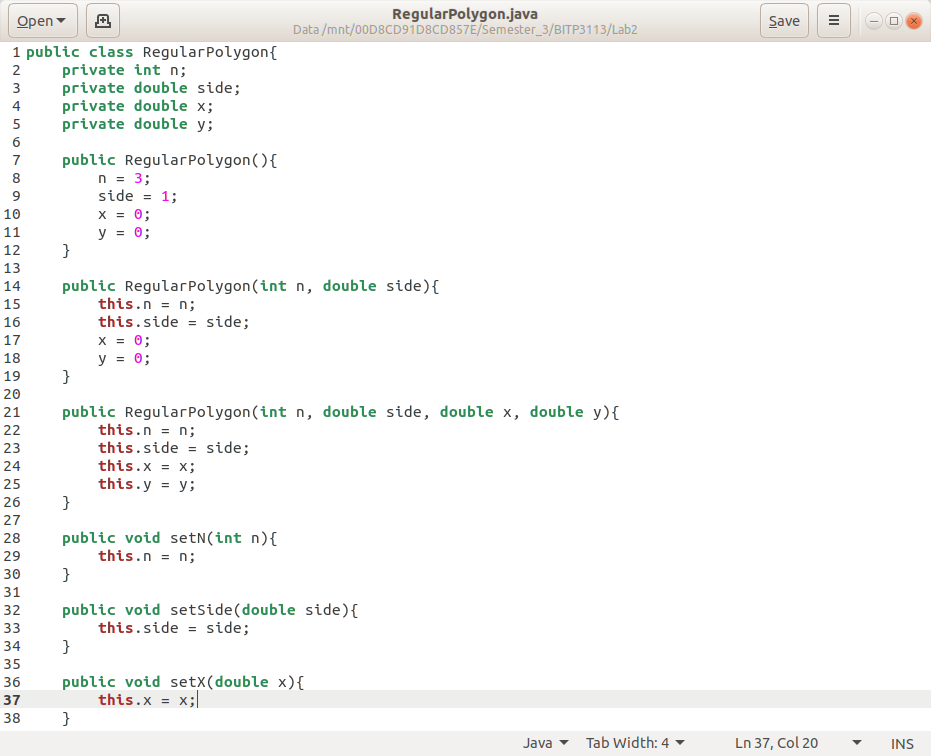 Open
RegularPolygon.java
Data /mnt/00D8CD91D8CD857E/Semester_3/BITP3113/Lab2
Save
1 public class RegularPolygon{
2     private int n;
3     private double side;
4     private double x;
5     private double y;
6
7     public RegularPolygon(){
8         n = 3;
9         side = 1;
10         x = 0;
11         y = 0;
12     }
13
14     public RegularPolygon(int n, double side){
15         this.n = n;
16         this.side = side;
17         x = 0;
18         y = 0;
19     }
20
21     public RegularPolygon(int n, double side, double x, double y){
22         this.n = n;
23         this.side = side;
24         this.x = x;
25         this.y = y;
26     }
27
28     public void setN(int n){
29         this.n = n;
30     }
31
32     public void setSide(double side){
33         this.side = side;
34     }
35
36     public void setX(double x){
37         this.x = x;
38     }
Java Tab Width: 4 Ln 37, Col 20 INS